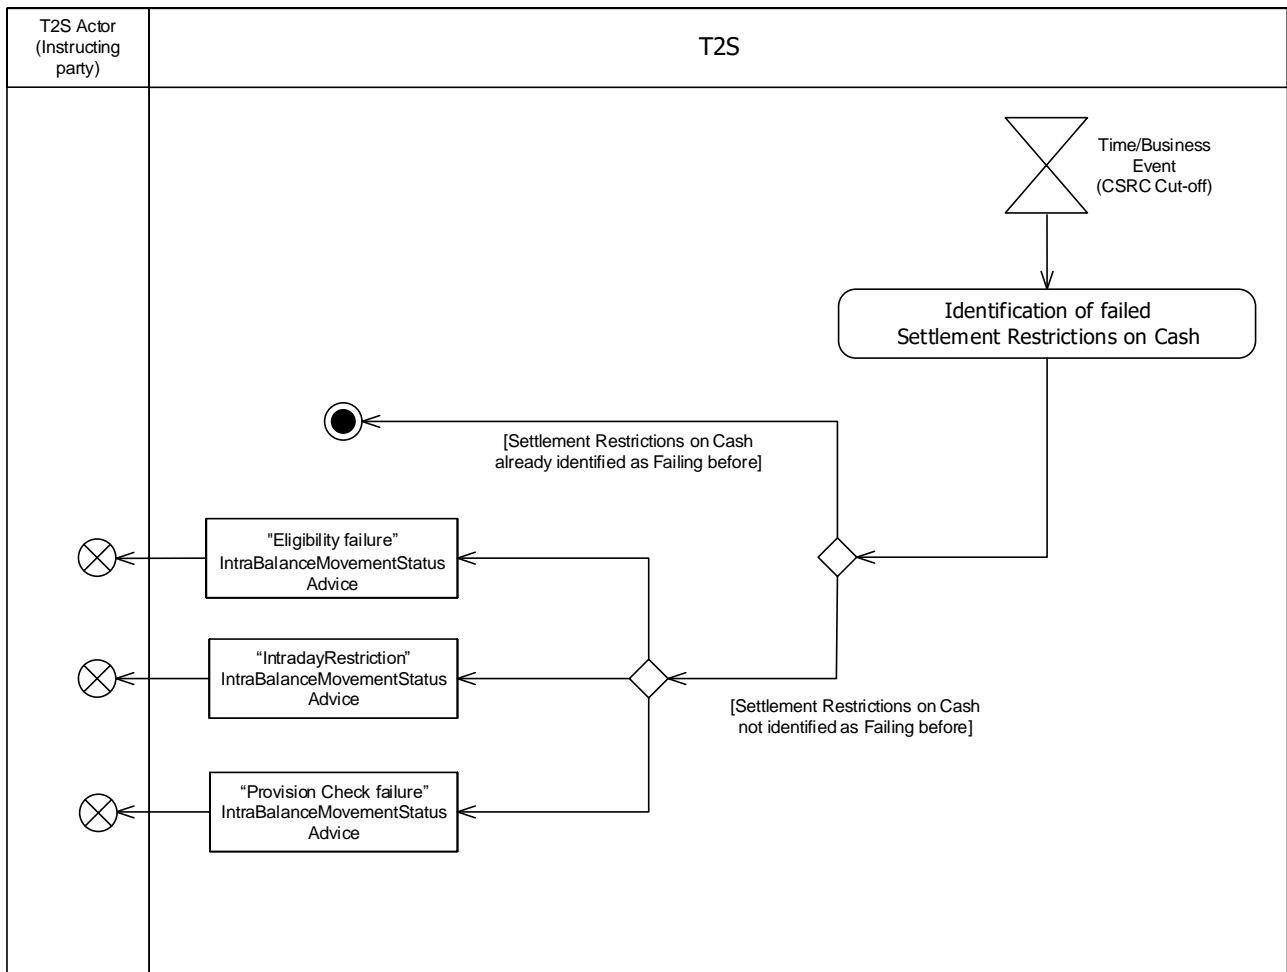 T2S Actor
(Instructing
party)
T2S
Time/Business
Event
(CSRC Cut-off)
Identification of failed
Settlement Restrictions on Cash
[Settlement Restrictions on Cash
already identified as Failing before]
"Eligibility failure”
IntraBalanceMovementStatus
Advice
“IntradayRestriction”
IntraBalanceMovementStatus
Advice
[Settlement Restrictions on Cash
not identified as Failing before]
“Provision Check failure”
IntraBalanceMovementStatus
Advice